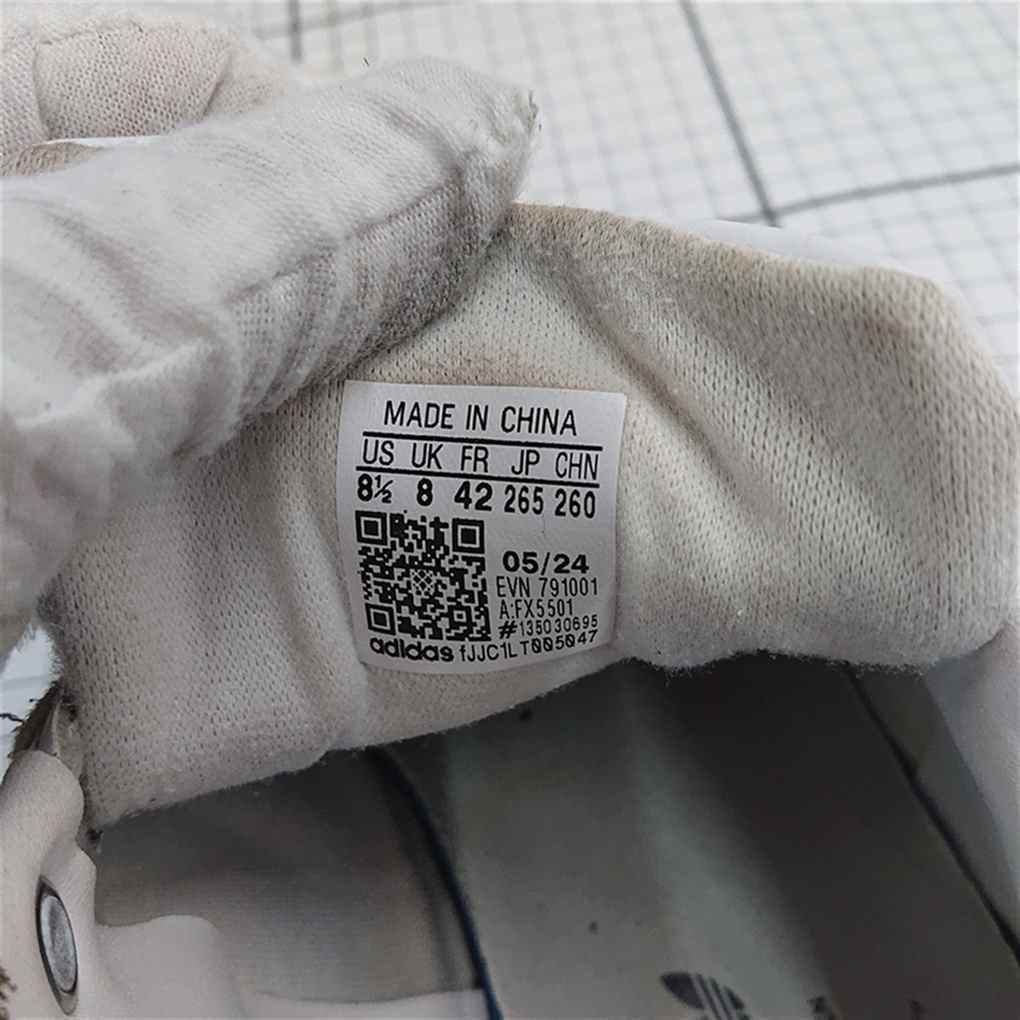 MADE IN CHINA
US UK FR JP CHN
8½ 8 42 265 260
05/24
EVN 791001
A:FX5501
#135030695
adidas fJJC1LT005047